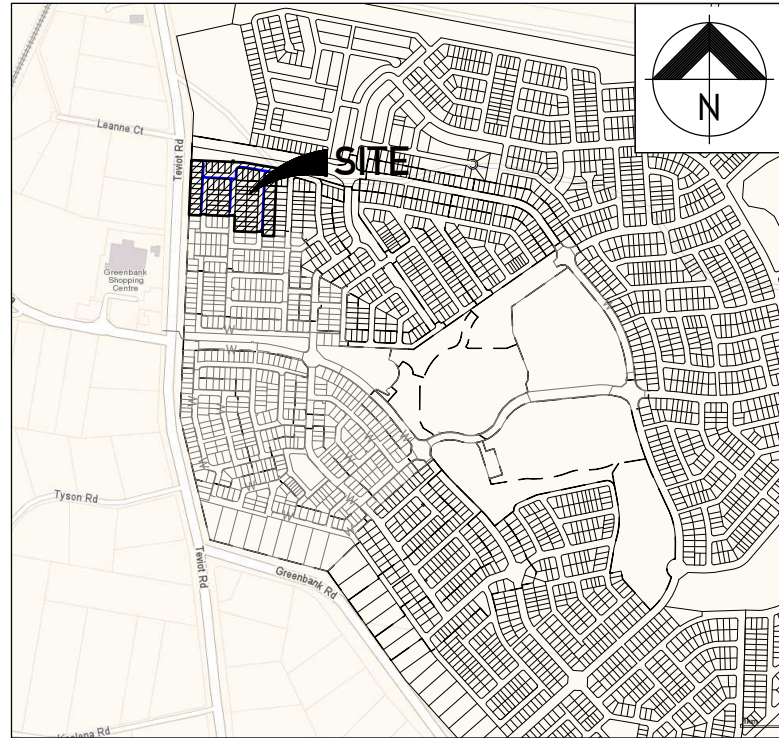 N
Leanne Ct
Teviot Rd
SITE
Greenbank
Shopping
Centre
W
W
W
W
W
W
W
W
W
W
Tyson Rd
Teviot Rd
Greenbank Rd